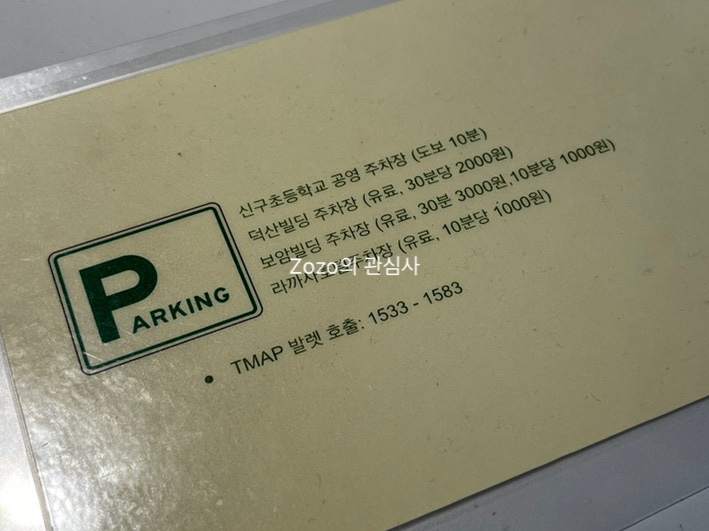 신구초등학교 공영 주차장 (도보 10분)
덕산빌딩 주차장 (유료, 30분당 2000원)
보암빌딩 주차장 (유료, 30분 3000원,10분당 1000원)
(유료, 10분당 1000원)
Zozo의 관심사
PARKING
• TMAP 발렛 호출: 1533 - 1583